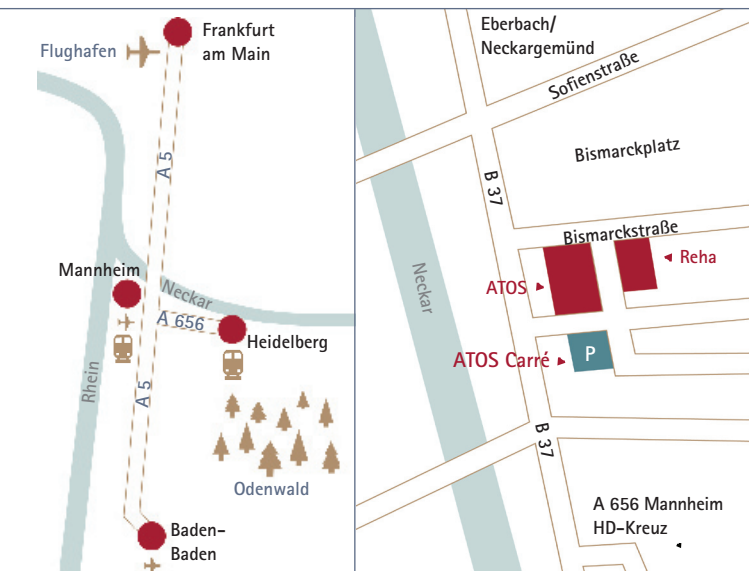 Frankfurt
am Main
Flughafen
A 5
Mannheim
Neckar
A 656
Heidelberg
Rhein
A 5
Odenwald
Baden-
Baden
Eberbach/
Neckargemünd
Sofienstraße
Bismarckplatz
B 37
Bismarckstraße
Reha
Neckar
ATOS
ATOS Carré
P
B 37
A 656 Mannheim
HD-Kreuz